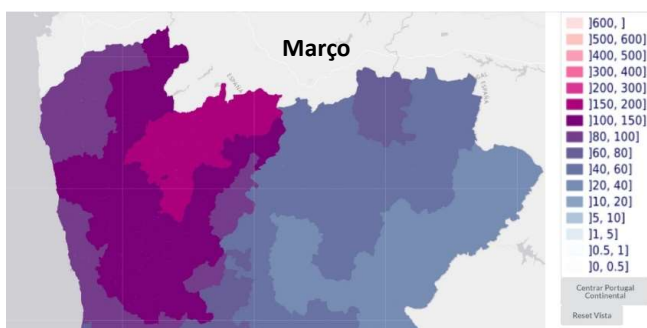 Março
ESPAÑA
ESPAÑA
]600, ]
]500, 600]
]400, 500]
]300, 400]
]200, 300]
]150, 200]
]100, 150]
]80, 100]
]60, 80]
]40, 60]
]20, 40]
]10, 20]
]5, 10]
]1, 5]
]0.5, 1]
]0, 0.5]
Centrar Portugal
Continental
Reset Vista